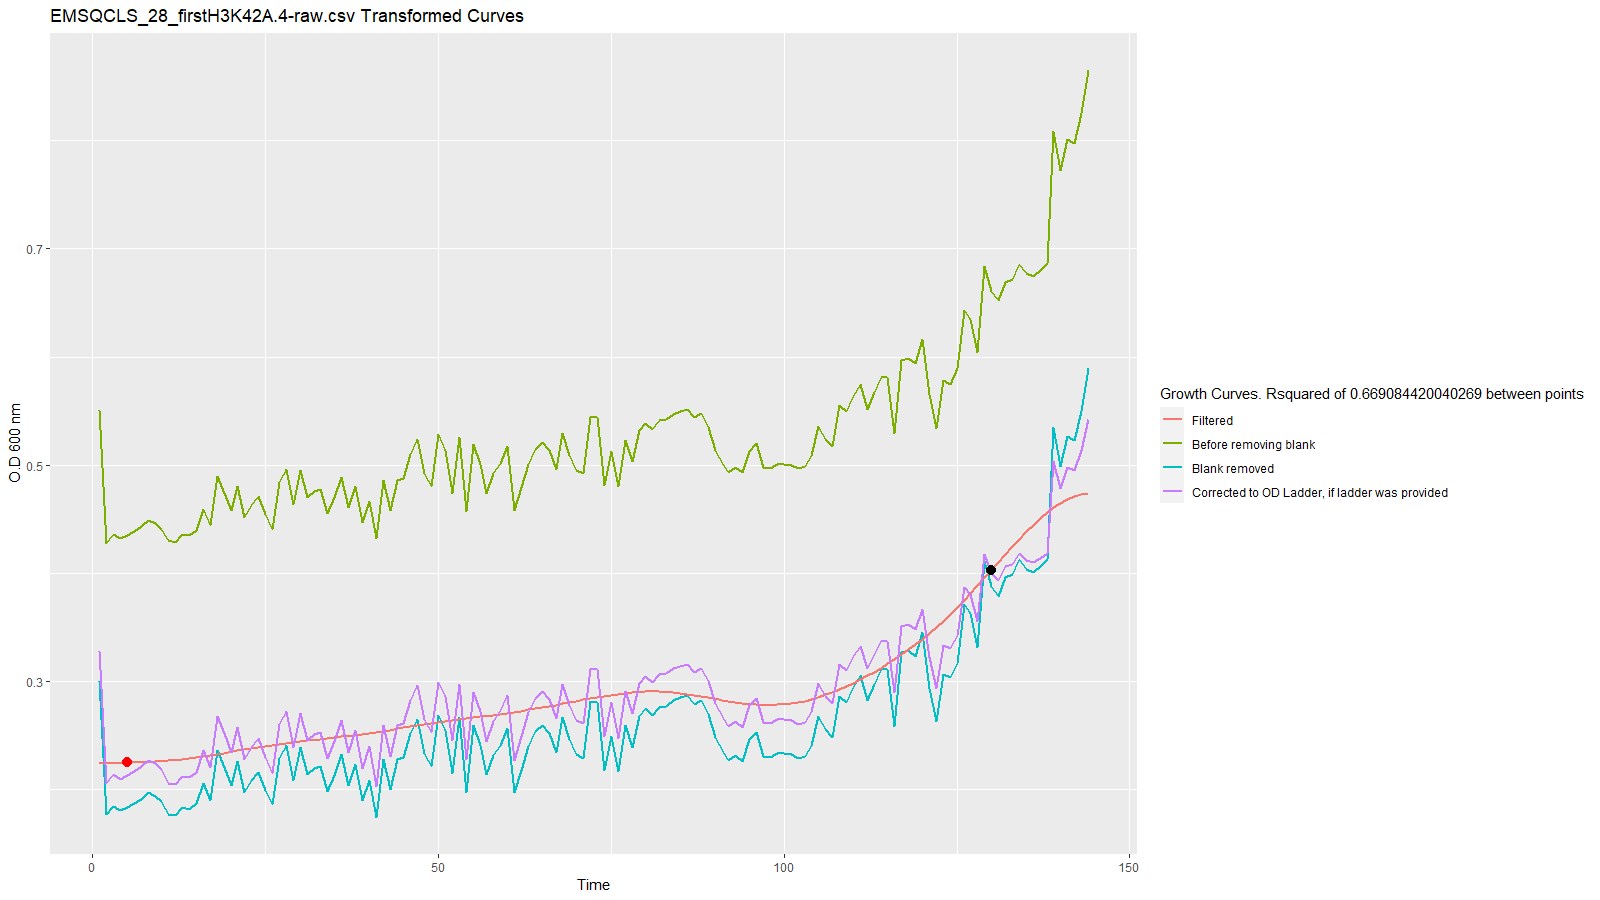 EMSQCLS_28_firstH3K42A.4-raw.csv Transformed Curves
O.D 600 nm
0.7
0.5
0.3
0
50
100
150
Time
Growth Curves. Rsquared of 0.669084420040269 between points
Filtered
Before removing blank
Blank removed
Corrected to OD Ladder, if ladder was provided